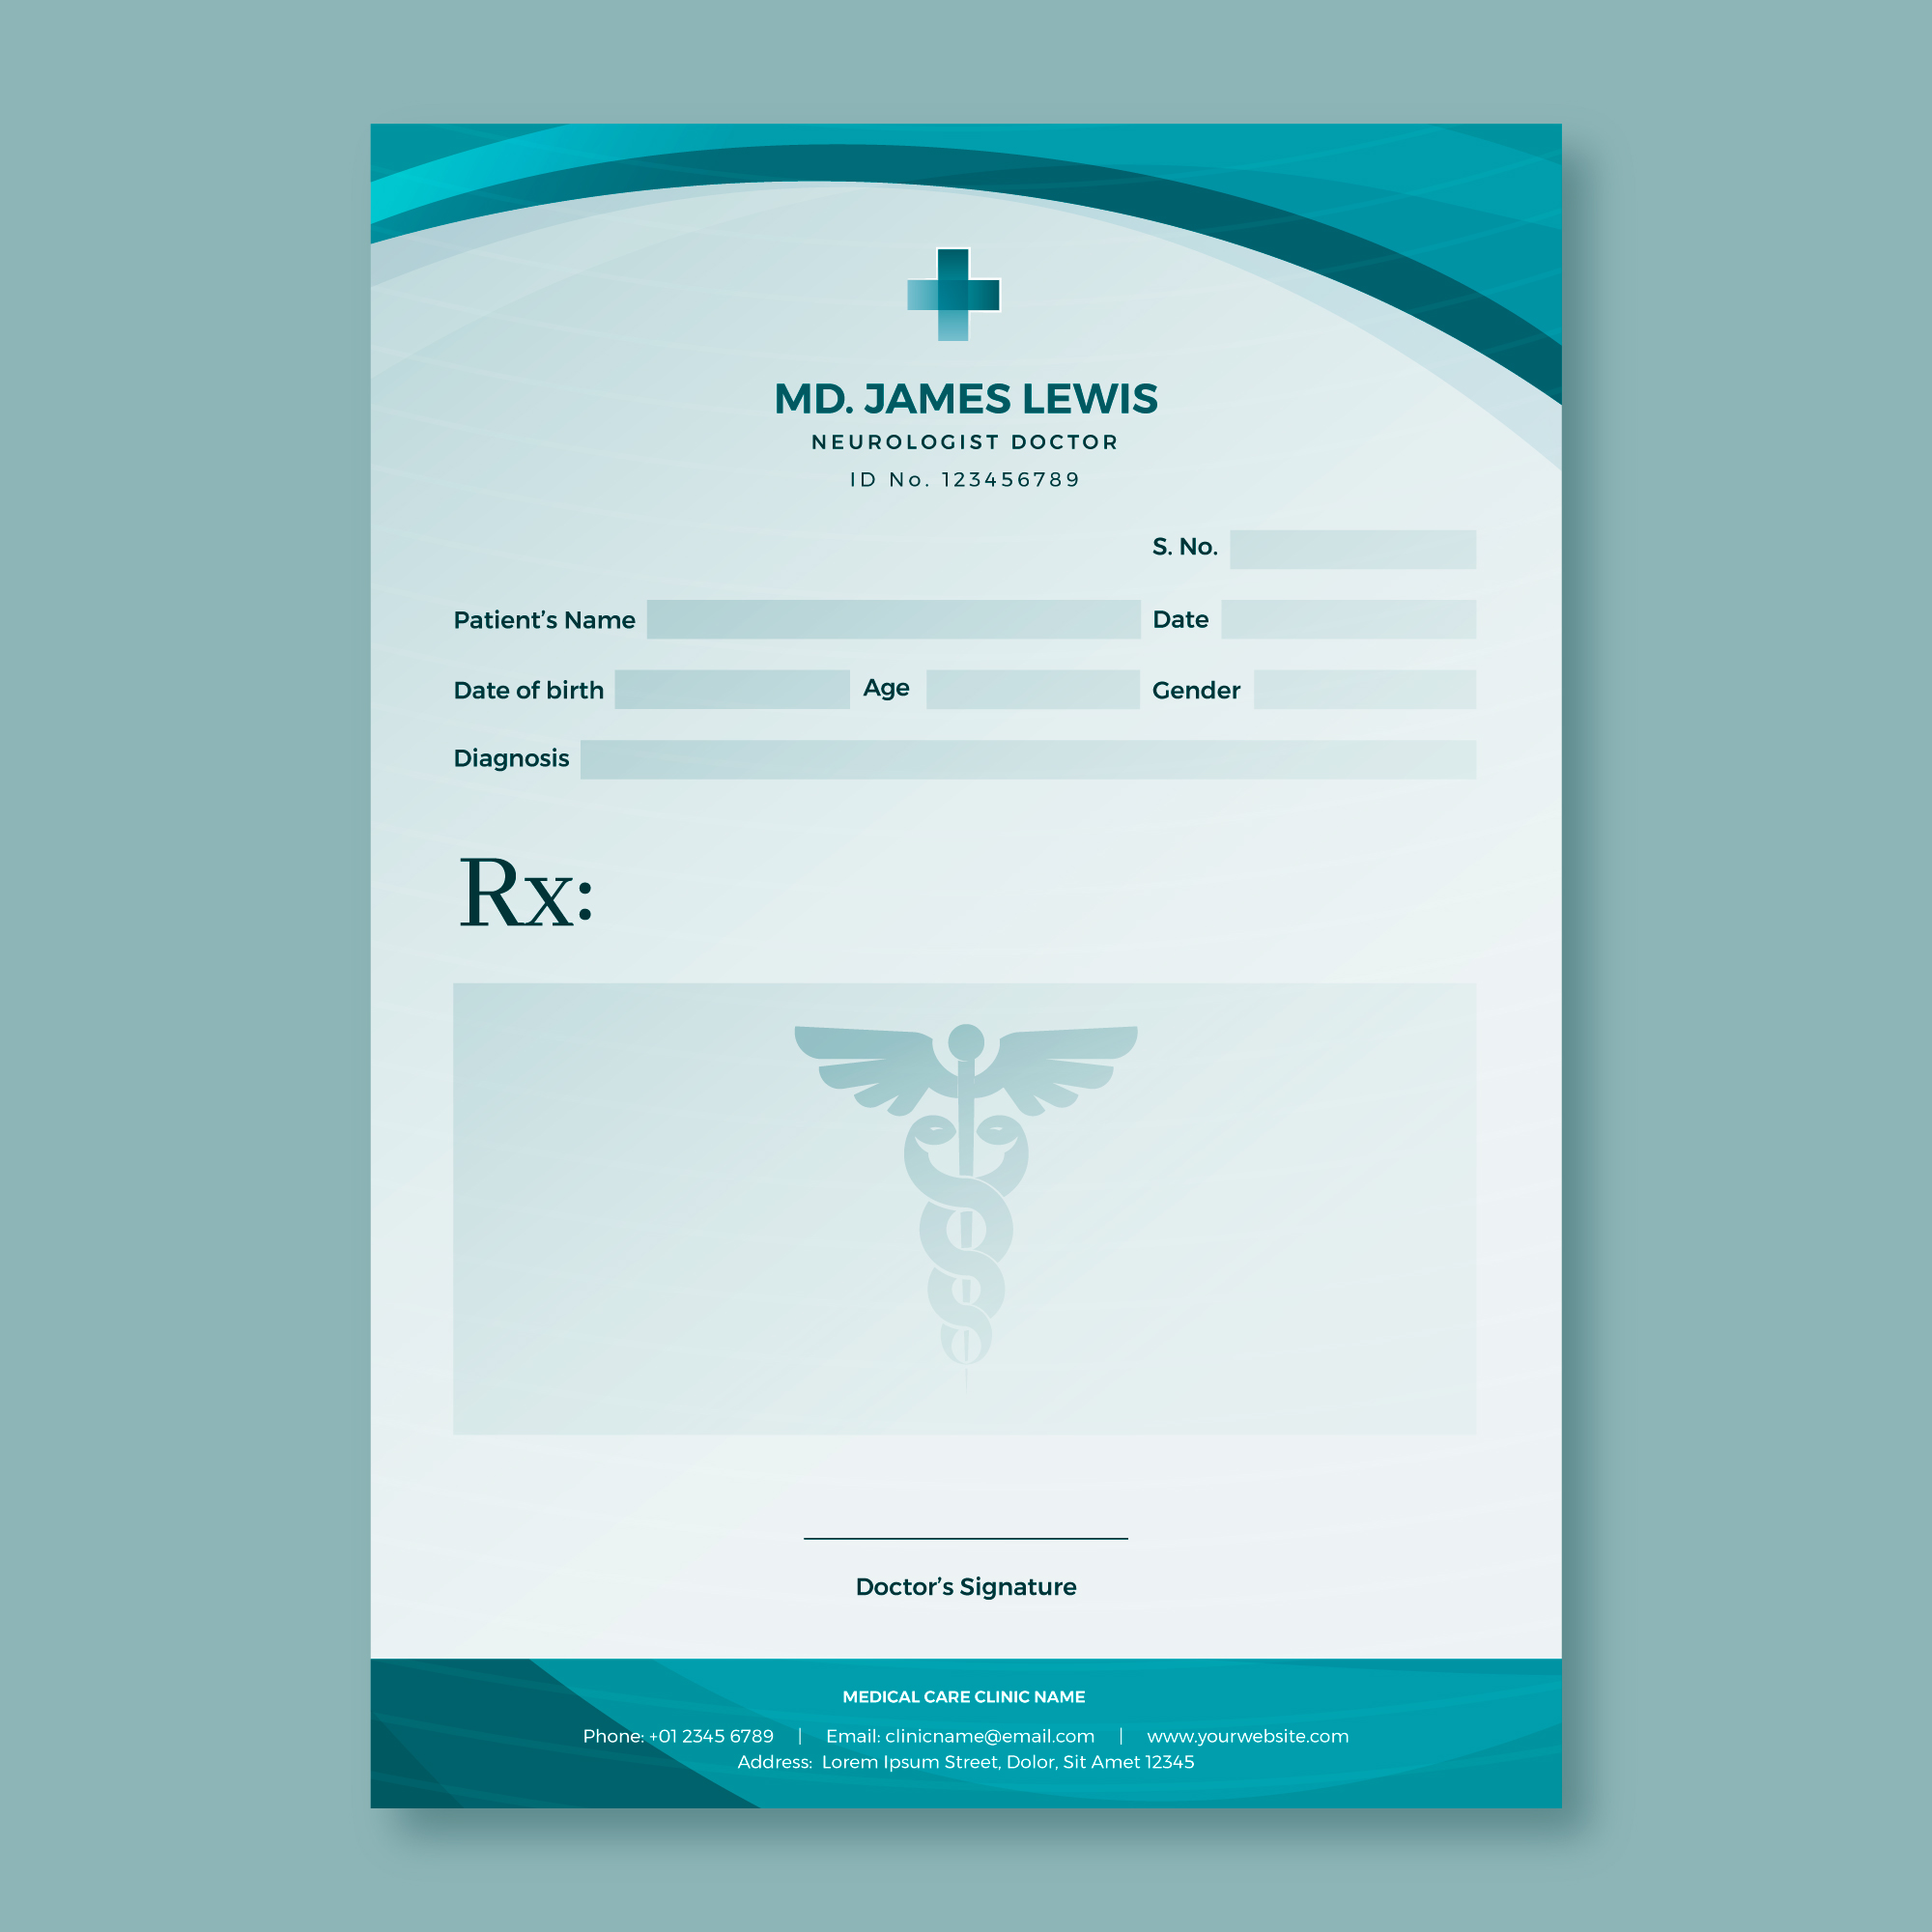 MD. JAMES LEWIS
NEUROLOGIST DOCTOR
ID No. 123456789
S. No.
Patient’s Name Date
Date of birth Age Gender
Diagnosis
Rx:
Doctor’s Signature
MEDICAL CARE CLINIC NAME
Phone: +01 2345 6789 | Email: clinicname@email.com | www.yourwebsite.com
Address: Lorem Ipsum Street, Dolor, Sit Amet 12345